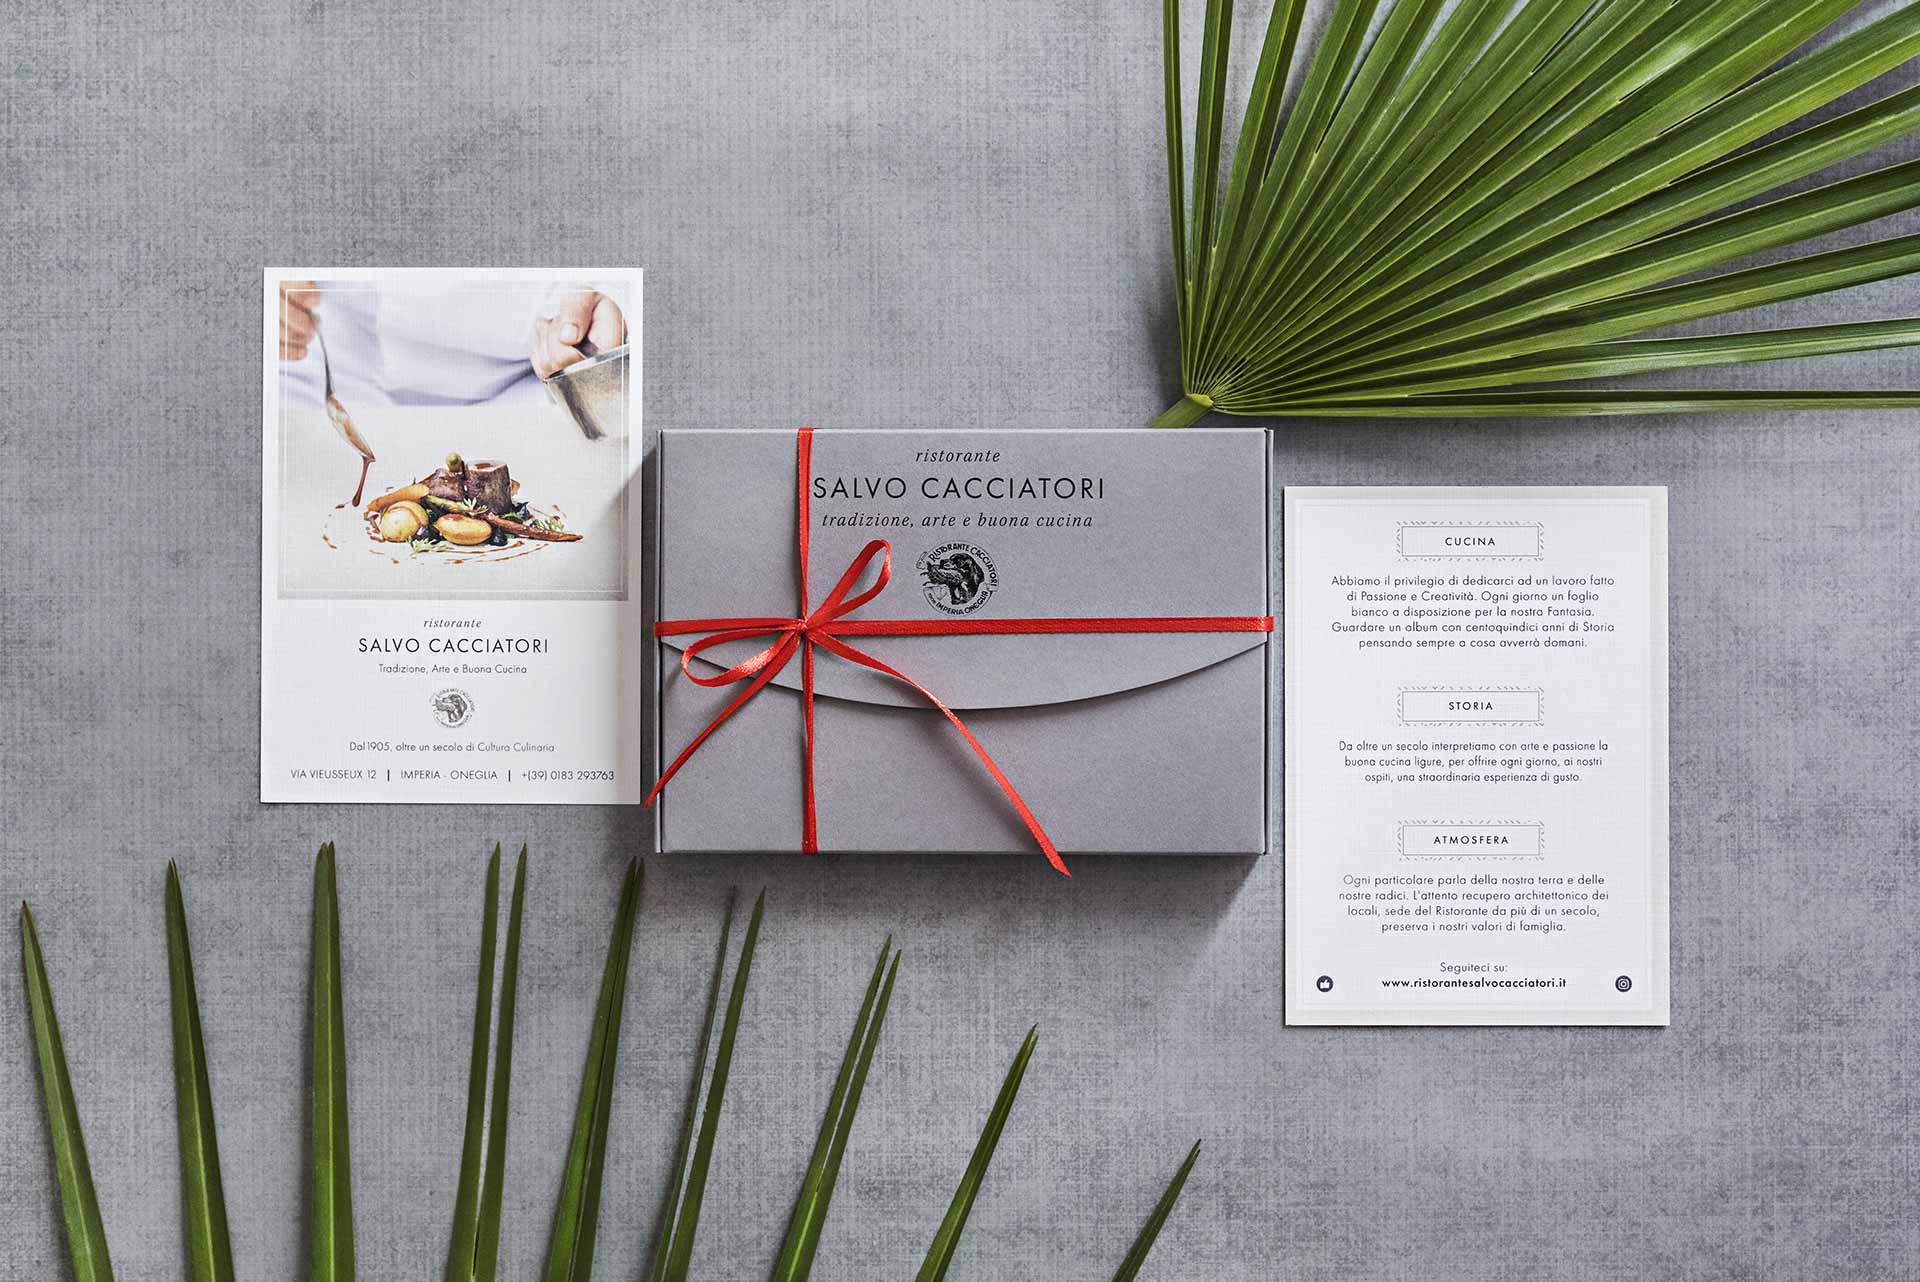 ristorante
SALVO CACCIATORI
Tradizione, Arte e Buona Cucina
RISTORANTE CACCIATORI
IMPERIA ONEGLIA
Dal 1905, oltre un secolo di Cultura Culinaria
VIA VIEUSSEUX 12 | IMPERIA - ONEGLIA | +(39) 0183 293763
ristorante
SALVO CACCIATORI
tradizione, arte e buona cucina
RISTORANTE CACCIATORI
IMPERIA ONEGLIA
CUCINA
Abbiamo il privilegio di dedicarci ad un lavoro fatto
di Passione e Creatività. Ogni giorno un foglio
bianco a disposizione per la nostra Fantasia.
Guardare un album con centoquindici anni di Storia
pensando sempre a cosa avverrà domani.
STORIA
Da oltre un secolo interpretiamo con arte e passione la
buona cucina ligure, per offrire ogni giorno, ai nostri
ospiti, una straordinaria esperienza di gusto.
ATMOSFERA
Ogni particolare parla della nostra terra e delle
nostre radici. L'attento recupero architettonico dei
locali, sede del Ristorante da più di un secolo,
preserva i nostri valori di famiglia.
Seguiteci su:
www.ristorantesalvocacciatori.it